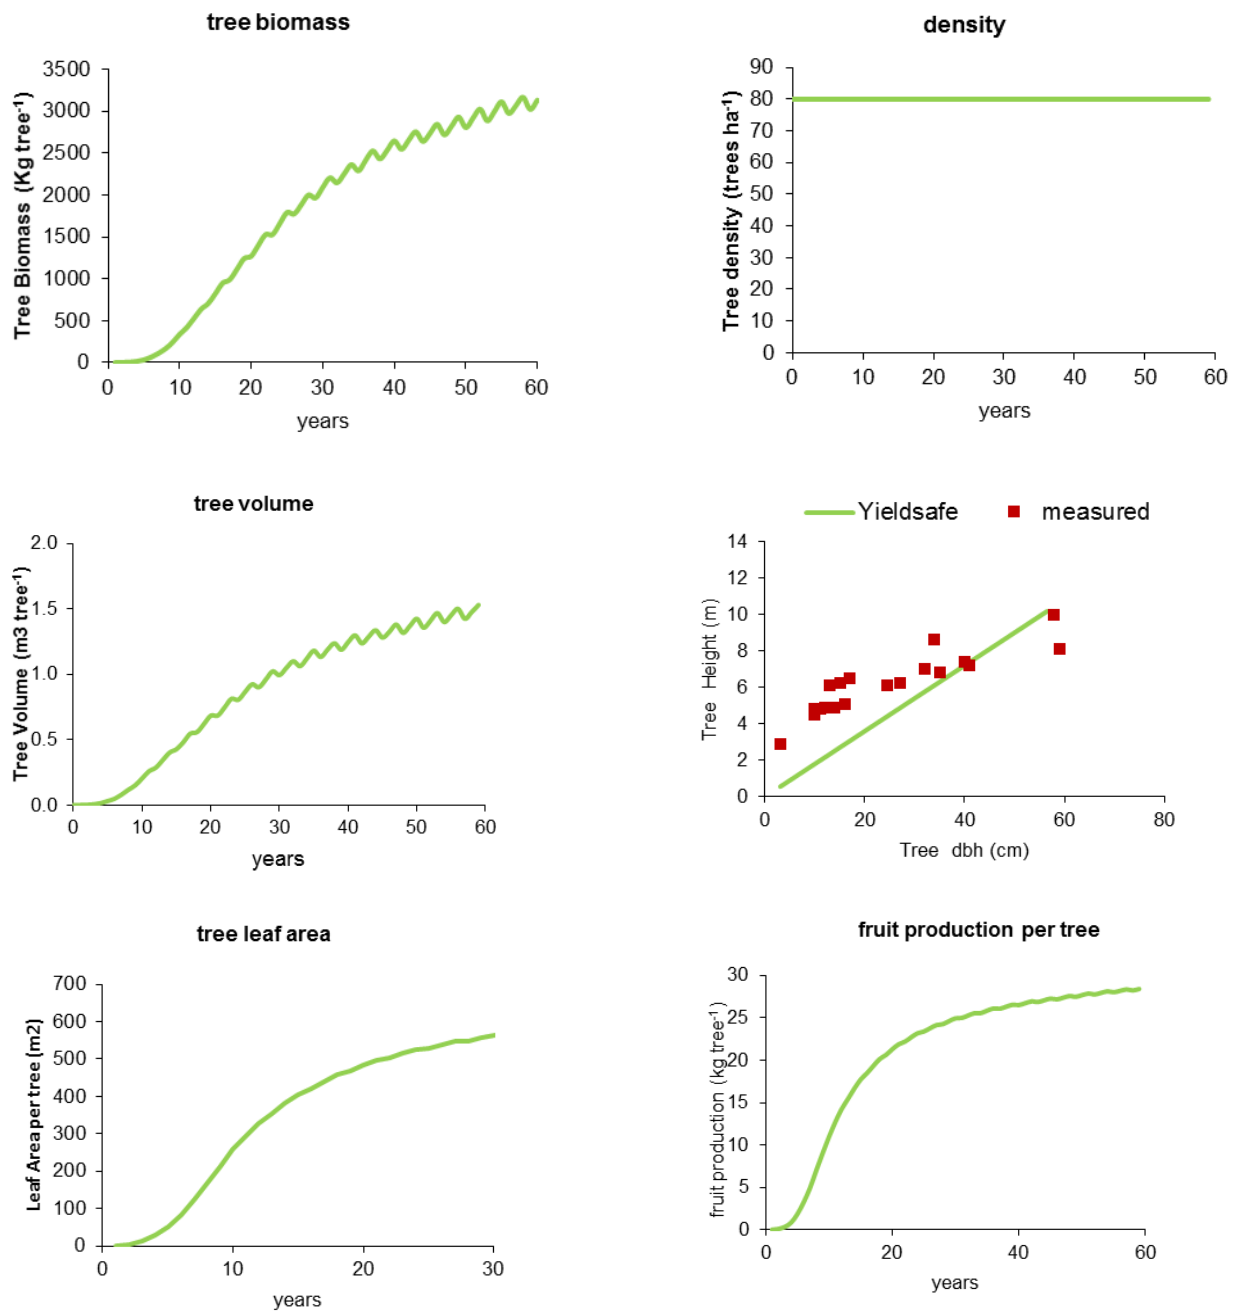 tree biomass
Tree Biomass (Kg tree-1)
3500
3000
2500
2000
1500
1000
500
0
0 10 20 30 40 50 60
years
density
Tree density (trees ha-1)
90
80
70
60
50
40
30
20
10
0
0 10 20 30 40 50 60
years
tree volume
Tree Volume (m3 tree-1)
2.0
1.5
1.0
0.5
0.0
0 10 20 30 40 50 60
years
Yieldsafe measured
Tree Height (m)
14
12
10
8
6
4
2
0
0 20 40 60 80
Tree dbh (cm)
tree leaf area
Leaf Area per tree (m2)
700
600
500
400
300
200
100
0
0 10 20 30
years
fruit production per tree
fruit production (kg tree-1)
30
25
20
15
10
5
0
0 20 40 60
years